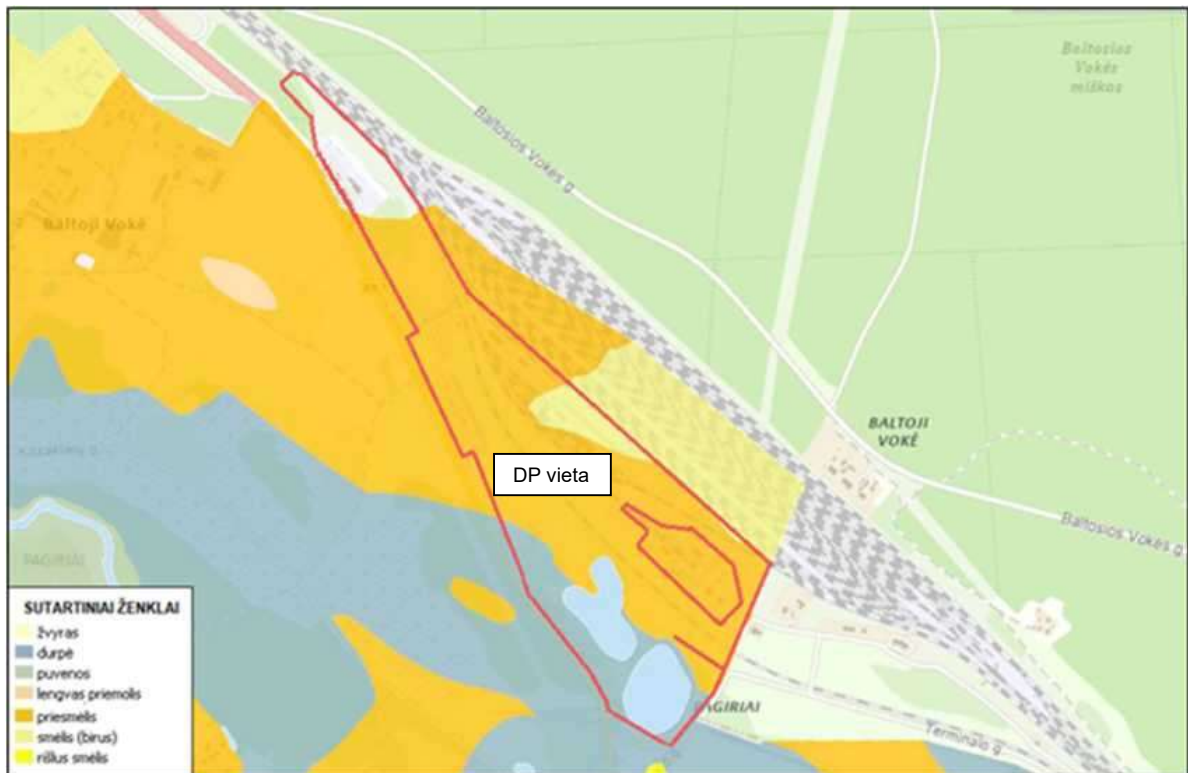 Baltosios
Vokės
miškos
Baltosios Vokės g
Baltoji Vokė
BALTOJI
VOKĖ
DP vieta
Baltosios Vokės g
PAGIRIAI
PAGIRIAI
Terminalo g
SUTARTINIAI ŽENKLAI
žvyras
durpė
puvenos
lengvas priemolis
priesmėlis
smėlis (birus)
rišlus smėlis